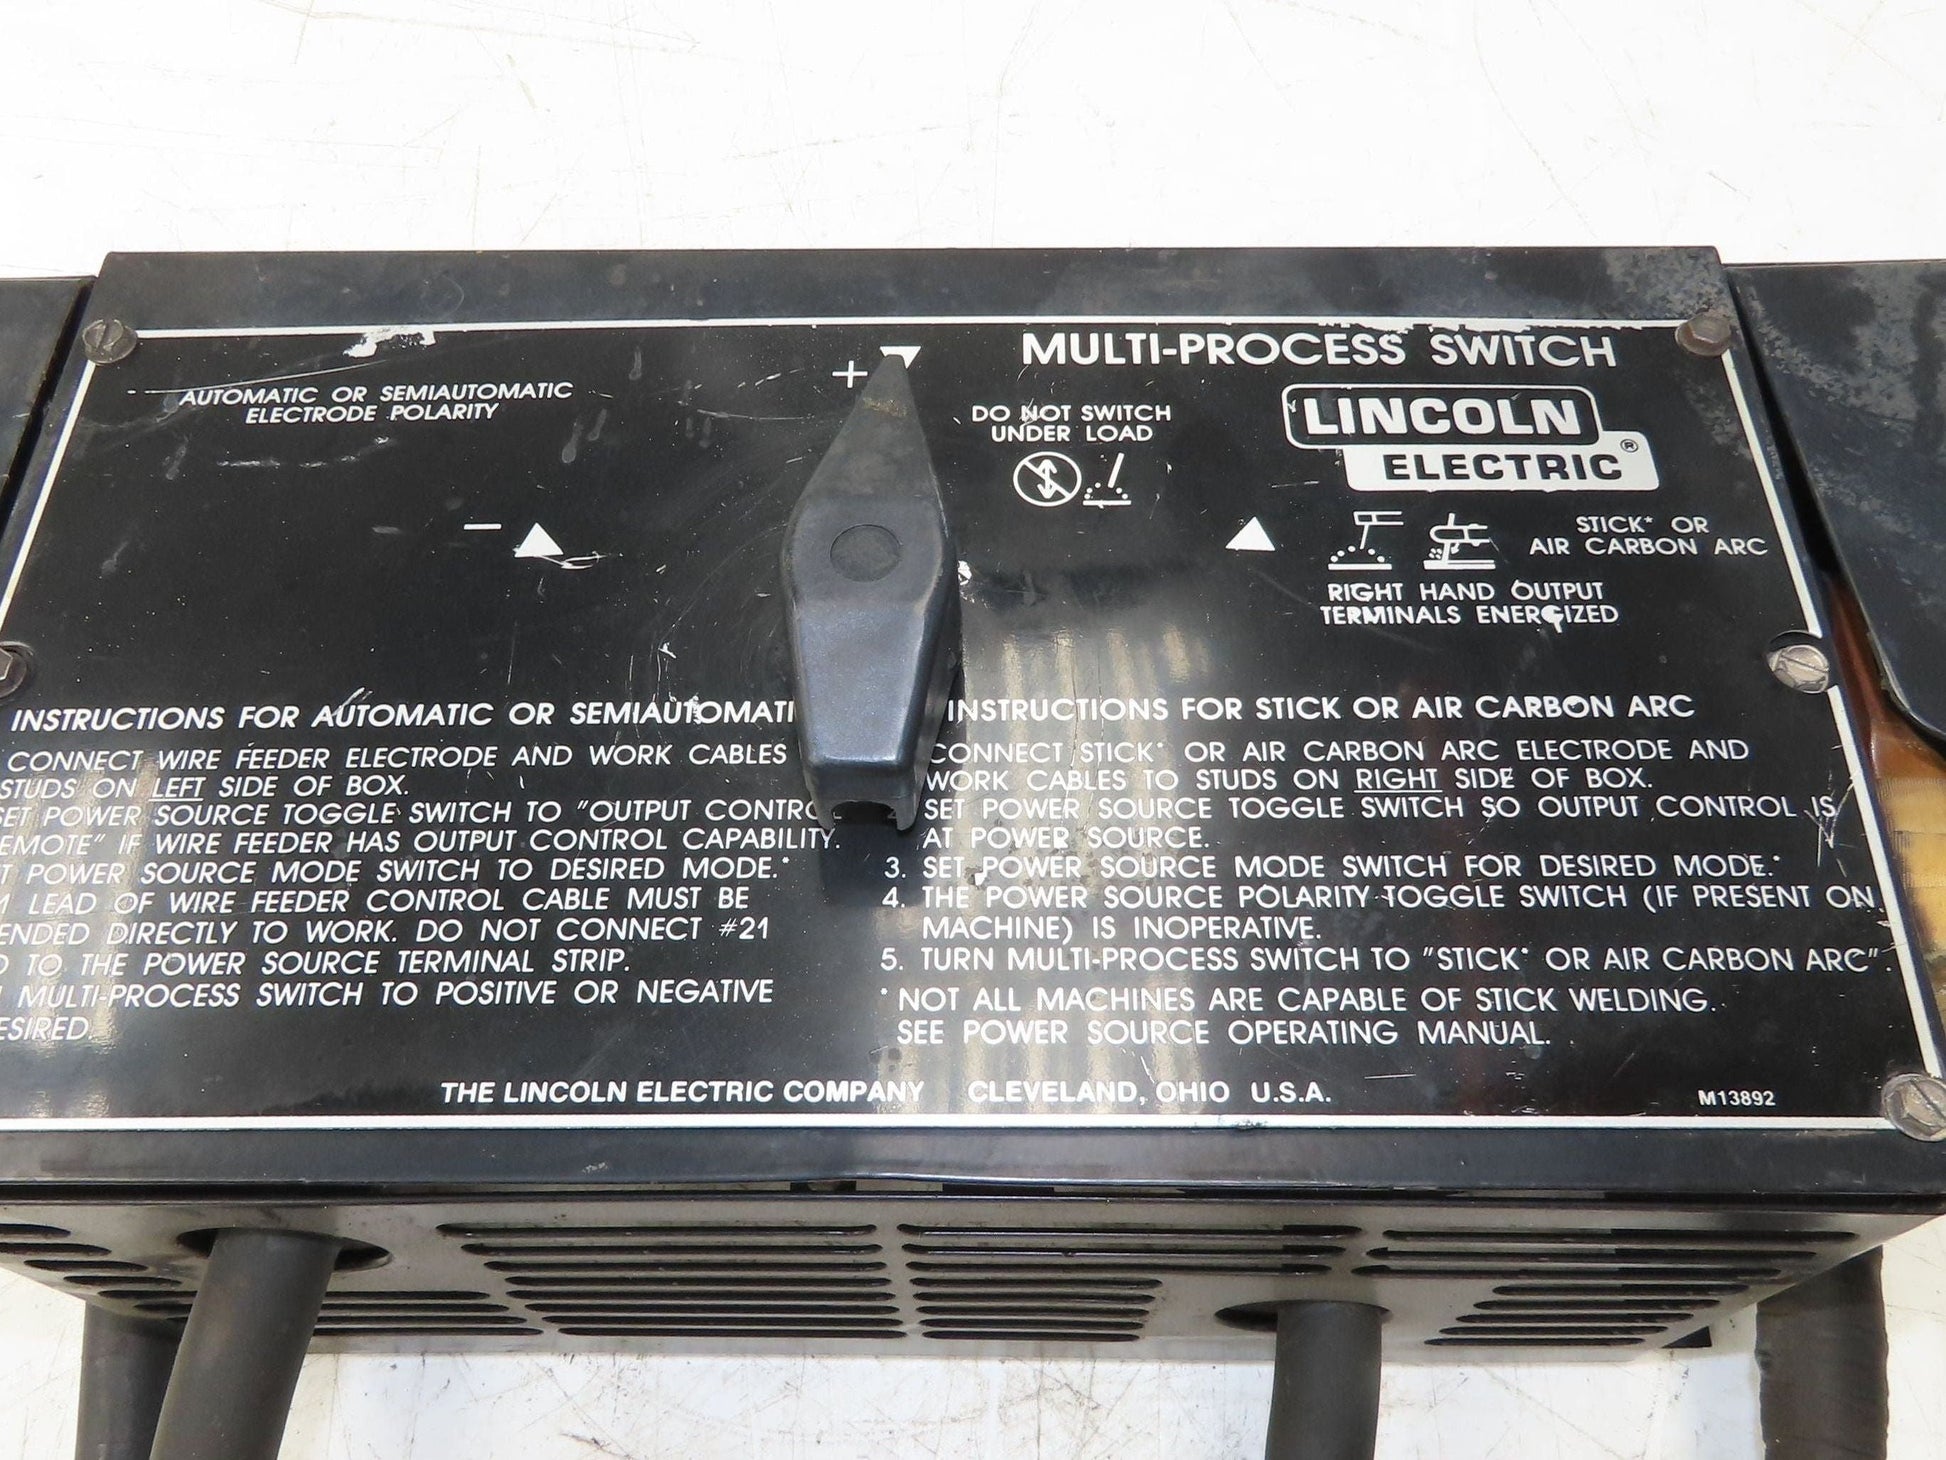 MULTI-PROCESS SWITCH
AUTOMATIC OR SEMIAUTOMATIC
ELECTRODE POLARITY
+
−
DO NOT SWITCH
UNDER LOAD
LINCOLN
ELECTRIC ®
STICK* OR
AIR CARBON ARC
RIGHT HAND OUTPUT
TERMINALS ENERGIZED
INSTRUCTIONS FOR AUTOMATIC OR SEMIAUTOMATI
CONNECT WIRE FEEDER ELECTRODE AND WORK CABLES
STUDS ON LEFT SIDE OF BOX.
SET POWER SOURCE TOGGLE SWITCH TO "OUTPUT CONTROL
EMOTE" IF WIRE FEEDER HAS OUTPUT CONTROL CAPABILITY.
T POWER SOURCE MODE SWITCH TO DESIRED MODE.*
LEAD OF WIRE FEEDER CONTROL CABLE MUST BE
ENDED DIRECTLY TO WORK. DO NOT CONNECT #21
D TO THE POWER SOURCE TERMINAL STRIP.
MULTI-PROCESS SWITCH TO POSITIVE OR NEGATIVE
ESIRED.
INSTRUCTIONS FOR STICK OR AIR CARBON ARC
CONNECT STICK* OR AIR CARBON ARC ELECTRODE AND
WORK CABLES TO STUDS ON RIGHT SIDE OF BOX.
2. SET POWER SOURCE TOGGLE SWITCH SO OUTPUT CONTROL IS
AT POWER SOURCE.
3. SET POWER SOURCE MODE SWITCH FOR DESIRED MODE.*
4. THE POWER SOURCE POLARITY TOGGLE SWITCH (IF PRESENT ON
MACHINE) IS INOPERATIVE.
5. TURN MULTI-PROCESS SWITCH TO "STICK* OR AIR CARBON ARC".
* NOT ALL MACHINES ARE CAPABLE OF STICK WELDING.
SEE POWER SOURCE OPERATING MANUAL.
THE LINCOLN ELECTRIC COMPANY CLEVELAND, OHIO U.S.A.
M13892